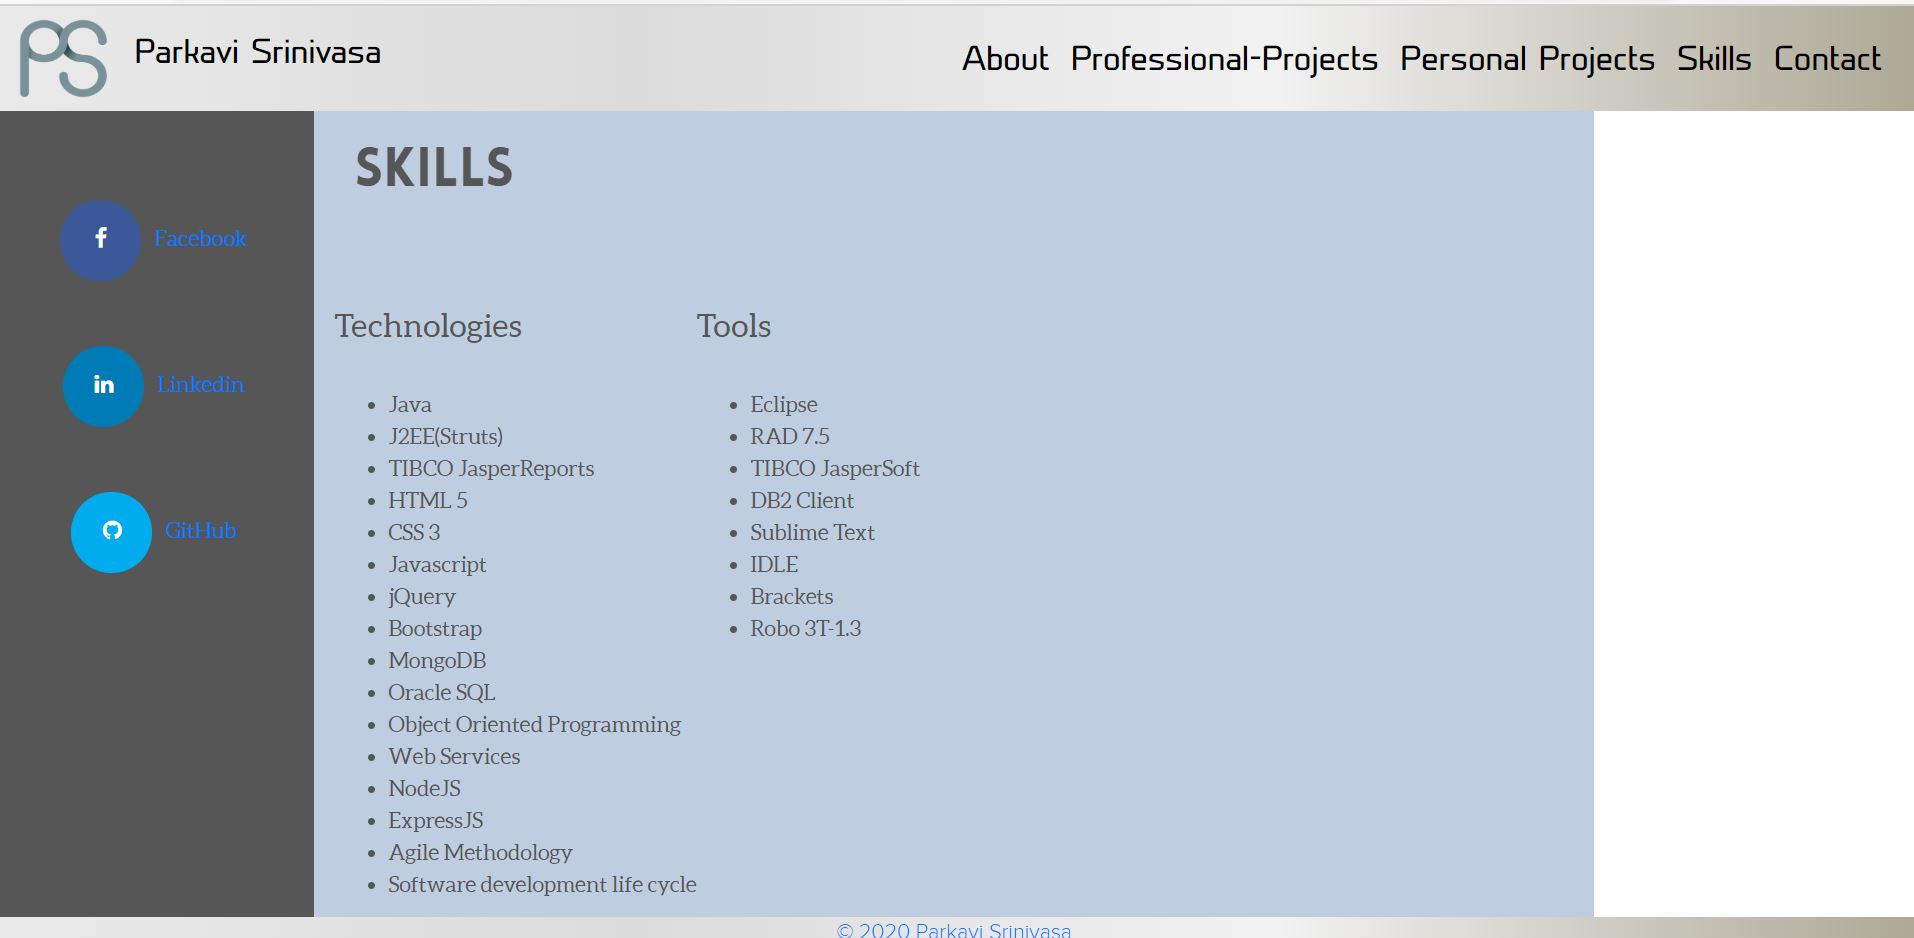 PS Parkavi Srinivasa About Professional-Projects Personal Projects Skills Contact
Facebook
Linkedin
GitHub
SKILLS
Technologies
Java
J2EE(Struts)
TIBCO JasperReports
HTML 5
CSS 3
Javascript
jQuery
Bootstrap
MongoDB
Oracle SQL
Object Oriented Programming
Web Services
NodeJS
ExpressJS
Agile Methodology
Software development life cycle
Tools
Eclipse
RAD 7.5
TIBCO JasperSoft
DB2 Client
Sublime Text
IDLE
Brackets
Robo 3T-1.3
© 2020 Parkavi Srinivasa